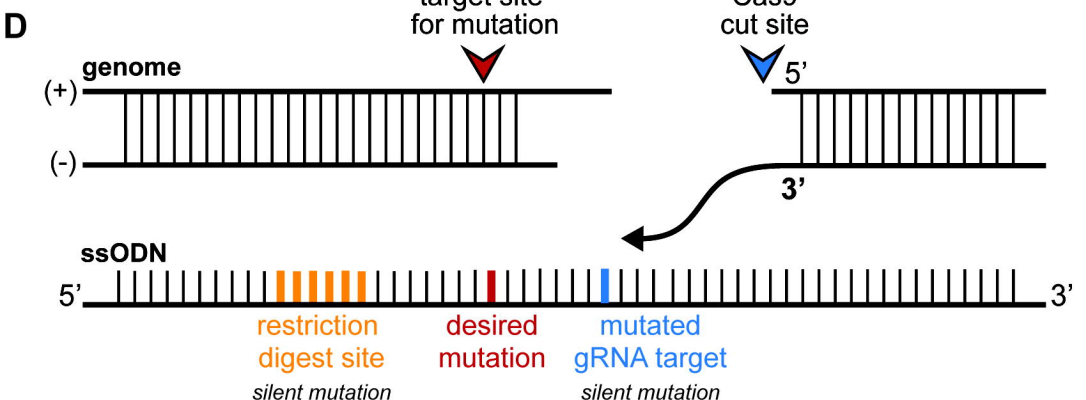 D
target site
for mutation
Cas9
cut site
genome
5’
(+)
(-)
3’
ssODN
5’
3’
restriction
digest site
silent mutation
desired
mutation
mutated
gRNA target
silent mutation